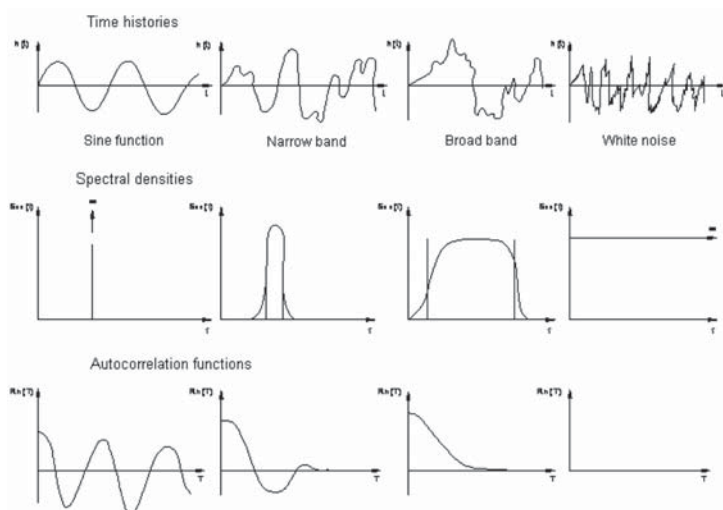 Time histories
h (t) h (t) h (t) h (t)
t t t t
Sine function Narrow band Broad band White noise
Spectral densities
f f f f
Autocorrelation functions
T T T T